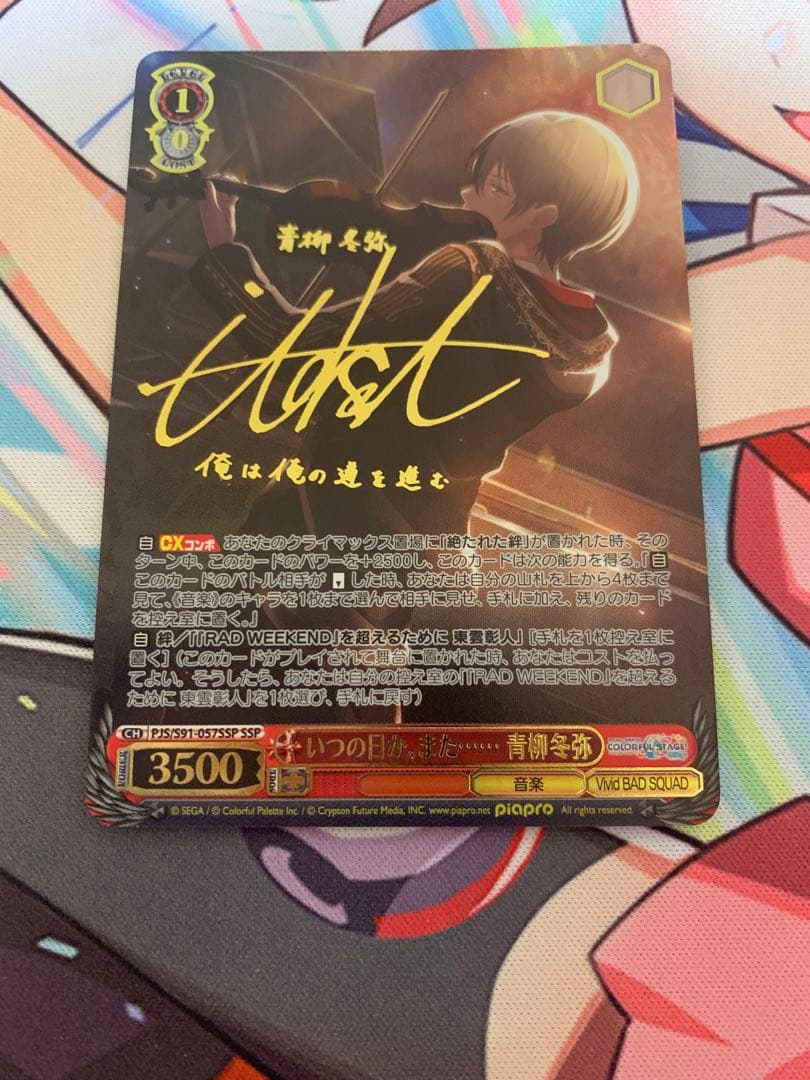 LEVEL
1
0
COST
青柳 冬弥
俺は俺の道を進む
自 CXコンボ あなたのクライマックス置場に「絶たれた絆」が置かれた時、その
ターン中、このカードのパワーを+2500し、このカードは次の能力を得る。「自
このカードのバトル相手が した時、あなたは自分の山札を上から4枚まで
見て、《音楽》のキャラを1枚まで選んで相手に見せ、手札に加え、残りのカード
を控え室に置く。」
自 絆/「「RAD WEEKEND」を超えるために 東雲彰人」 [手札を1枚控え室に
置く] (このカードがプレイされて舞台に置かれた時、あなたはコストを払っ
てよい。そうしたら、あなたは自分の控え室の「「RAD WEEKEND」を超える
ために 東雲彰人」を1枚選び、手札に戻す)
CH PJS/S91-057SSP SSP
いつの日か、また…… 青柳冬弥
COLORFUL STAGE!
POWER 3500 SOUL
音楽
Vivid BAD SQUAD
© SEGA / © Colorful Palette Inc. / © Crypton Future Media, INC. www.piapro.net piapro All rights reserved.